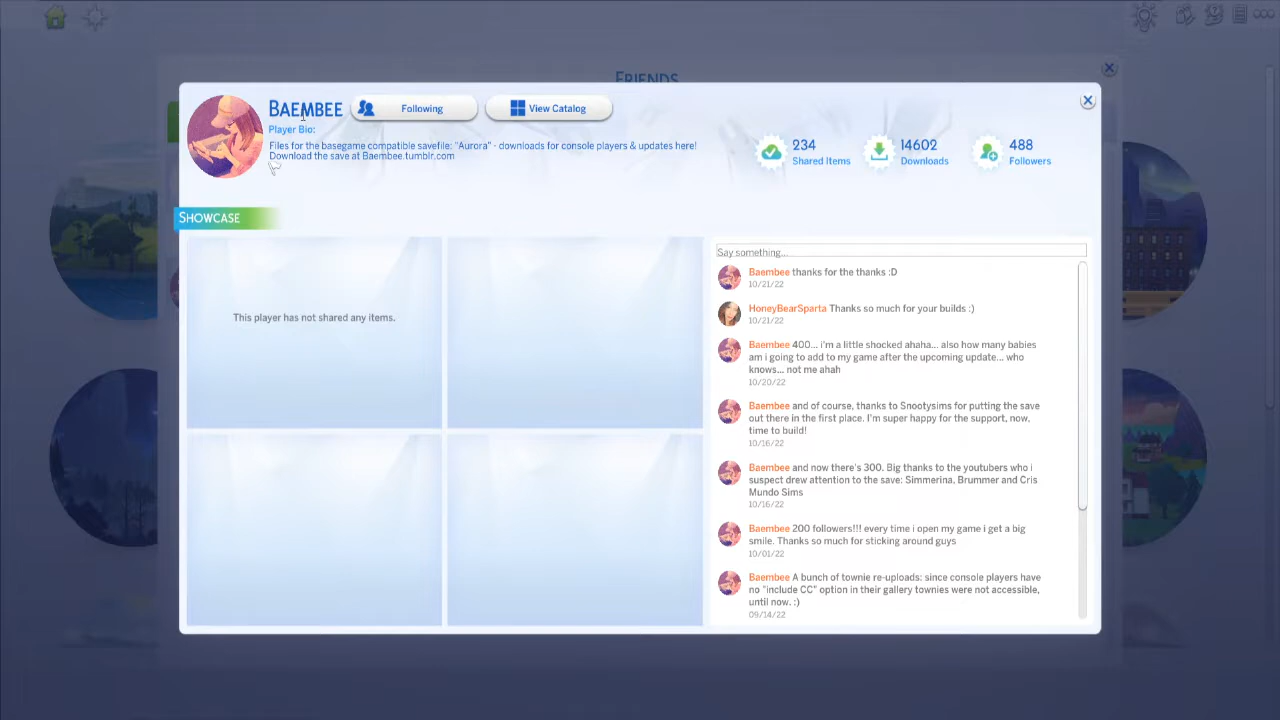 FRIENDS
BAEMBEE
Following
View Catalog
Player Bio:
Files for the basegame compatible savefile: "Aurora" - downloads for console players & updates here!
Download the save at Baembee.tumblr.com
234
Shared Items
14602
Downloads
488
Followers
SHOWCASE
This player has not shared any items.
Say something...
Baembee thanks for the thanks :D
10/21/22
HoneyBearSparta Thanks so much for your builds :)
10/21/22
Baembee 400... i'm a little shocked ahaha... also how many babies
am i going to add to my game after the upcoming update... who
knows... not me ahah
10/20/22
Baembee and of course, thanks to Snootysims for putting the save
out there in the first place. I'm super happy for the support, now,
time to build!
10/16/22
Baembee and now there's 300. Big thanks to the youtubers who i
suspect drew attention to the save: Simmerina, Brummer and Cris
Mundo Sims
10/16/22
Baembee 200 followers!!! every time i open my game i get a big
smile. Thanks so much for sticking around guys
10/01/22
Baembee A bunch of townie re-uploads: since console players have
no "include CC" option in their gallery townies were not accessible,
until now. :)
09/14/22